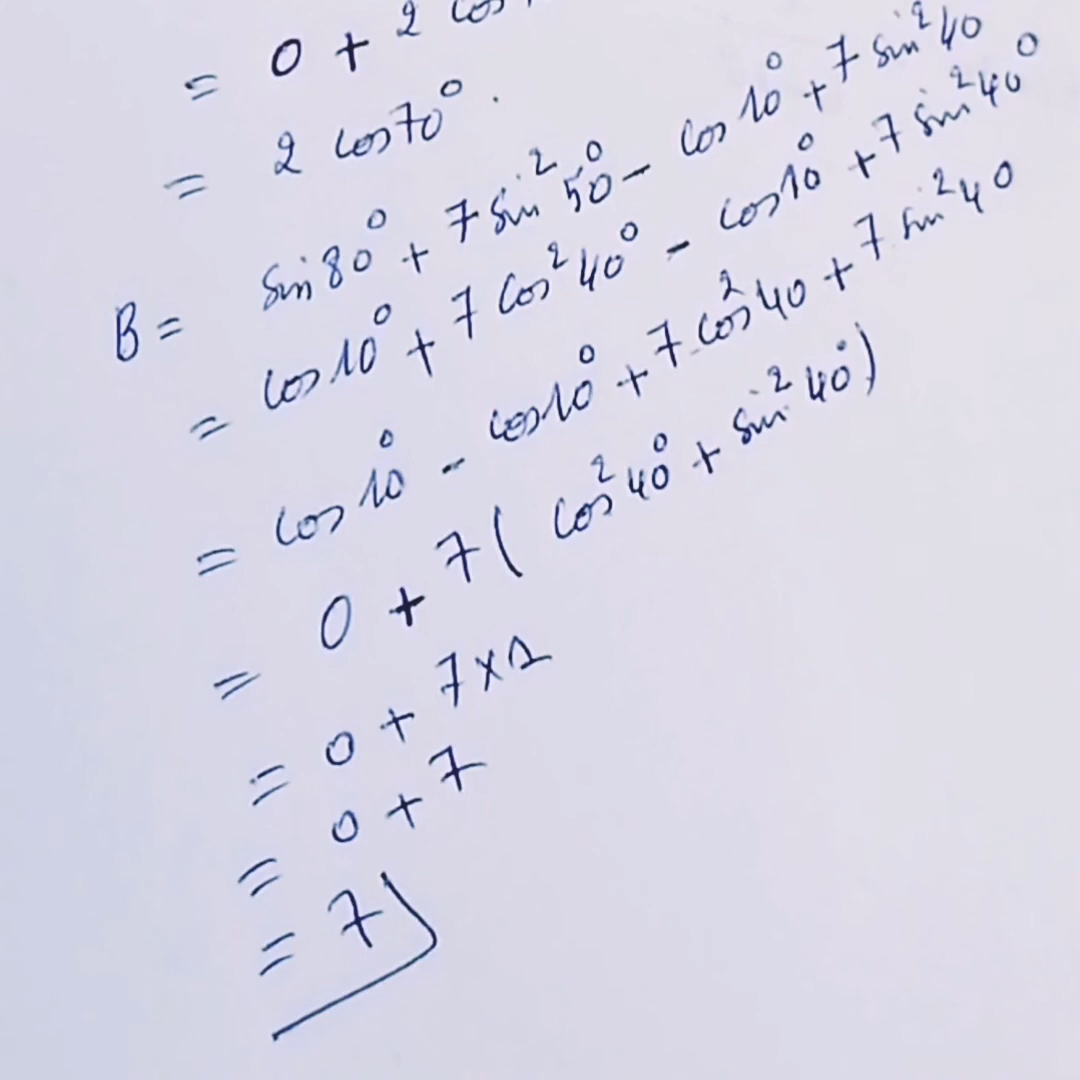 = 0 + 2 cos
= 2 cos70°.
B = sin80° + 7 sin²50° - cos10° + 7 sin²40
= cos10° + 7 cos²40° - cos10° + 7 sin²40°
= cos10° - cos10° + 7 cos²40 + 7 sin²40
= 0 + 7( cos²40° + sin²40°)
= 0 + 7×1
= 0 + 7
= 7